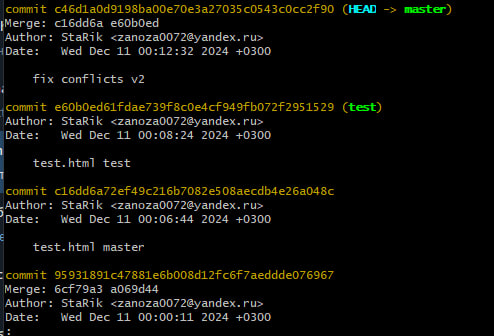 commit c46d1a0d9198ba00e70e3a27035c0543c0cc2f90 (HEAD -> master)
Merge: c16dd6a e60b0ed
Author: StaRik <zanoza0072@yandex.ru>
Date:   Wed Dec 11 00:12:32 2024 +0300
    fix conflicts v2
commit e60b0ed61fdae739f8c0e4cf949fb072f2951529 (test)
Author: StaRik <zanoza0072@yandex.ru>
Date:   Wed Dec 11 00:08:24 2024 +0300
    test.html test
commit c16dd6a72ef49c216b7082e508aecdb4e26a048c
Author: StaRik <zanoza0072@yandex.ru>
Date:   Wed Dec 11 00:06:44 2024 +0300
    test.html master
commit 95931891c47881e6b008d12fc6f7aeddde076967
Merge: 6cf79a3 a069d44
Author: StaRik <zanoza0072@yandex.ru>
Date:   Wed Dec 11 00:00:11 2024 +0300
: